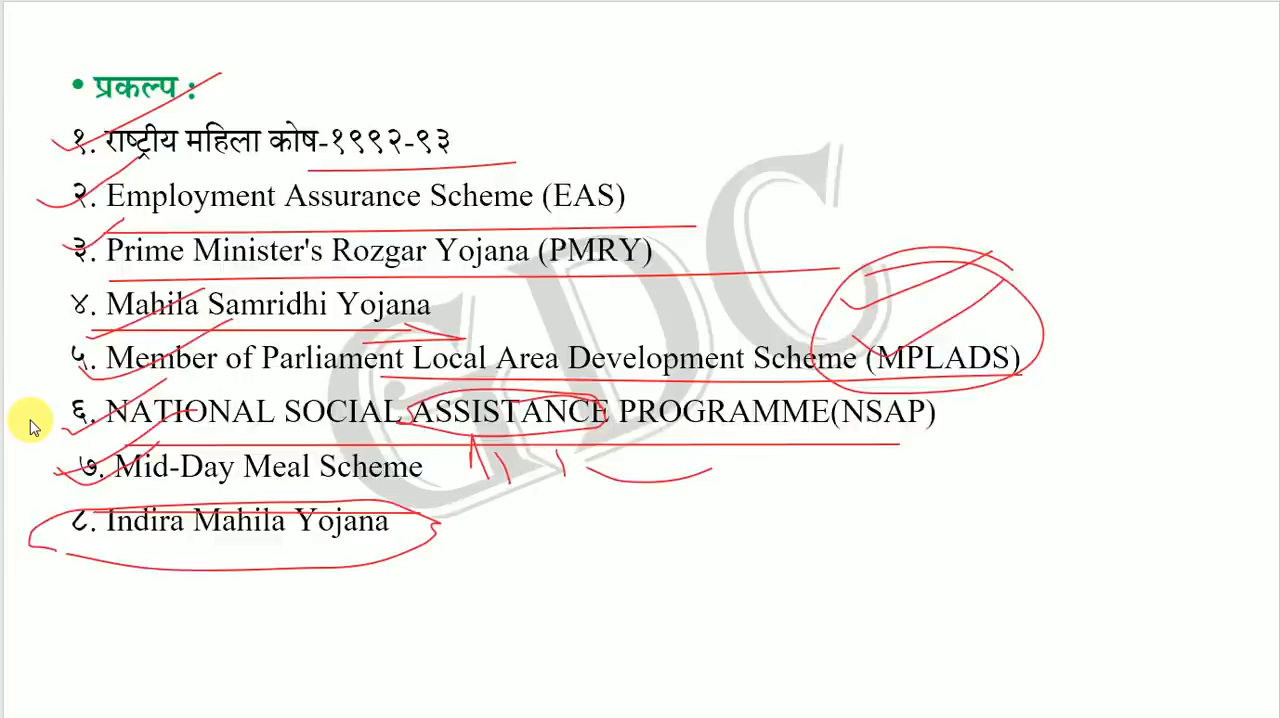 • प्रकल्प :
१. राष्ट्रीय महिला कोष-१९९२-९३
२. Employment Assurance Scheme (EAS)
३. Prime Minister's Rozgar Yojana (PMRY)
४. Mahila Samridhi Yojana
५. Member of Parliament Local Area Development Scheme (MPLADS)
६. NATIONAL SOCIAL ASSISTANCE PROGRAMME(NSAP)
७. Mid-Day Meal Scheme
८. Indira Mahila Yojana
GDC